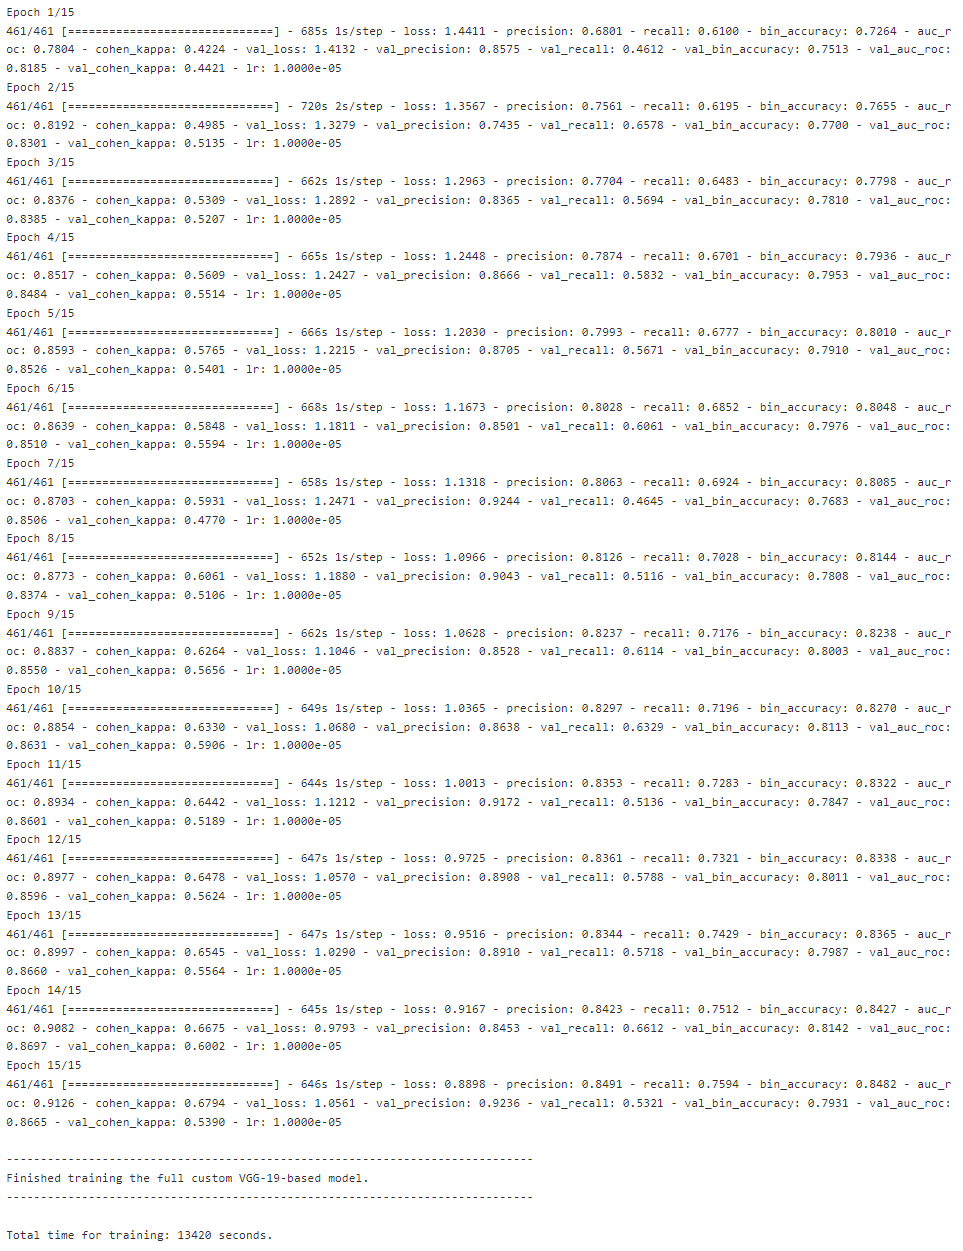 Epoch 1/15
461/461 [==============================] - 685s 1s/step - loss: 1.4411 - precision: 0.6801 - recall: 0.6100 - bin_accuracy: 0.7264 - auc_r
oc: 0.7804 - cohen_kappa: 0.4224 - val_loss: 1.4132 - val_precision: 0.8575 - val_recall: 0.4612 - val_bin_accuracy: 0.7513 - val_auc_roc:
0.8185 - val_cohen_kappa: 0.4421 - lr: 1.0000e-05
Epoch 2/15
461/461 [==============================] - 720s 2s/step - loss: 1.3567 - precision: 0.7561 - recall: 0.6195 - bin_accuracy: 0.7655 - auc_r
oc: 0.8192 - cohen_kappa: 0.4985 - val_loss: 1.3279 - val_precision: 0.7435 - val_recall: 0.6578 - val_bin_accuracy: 0.7700 - val_auc_roc:
0.8301 - val_cohen_kappa: 0.5135 - lr: 1.0000e-05
Epoch 3/15
461/461 [==============================] - 662s 1s/step - loss: 1.2963 - precision: 0.7704 - recall: 0.6483 - bin_accuracy: 0.7798 - auc_r
oc: 0.8376 - cohen_kappa: 0.5309 - val_loss: 1.2892 - val_precision: 0.8365 - val_recall: 0.5694 - val_bin_accuracy: 0.7810 - val_auc_roc:
0.8385 - val_cohen_kappa: 0.5207 - lr: 1.0000e-05
Epoch 4/15
461/461 [==============================] - 665s 1s/step - loss: 1.2448 - precision: 0.7874 - recall: 0.6701 - bin_accuracy: 0.7936 - auc_r
oc: 0.8517 - cohen_kappa: 0.5609 - val_loss: 1.2427 - val_precision: 0.8666 - val_recall: 0.5832 - val_bin_accuracy: 0.7953 - val_auc_roc:
0.8484 - val_cohen_kappa: 0.5514 - lr: 1.0000e-05
Epoch 5/15
461/461 [==============================] - 666s 1s/step - loss: 1.2030 - precision: 0.7993 - recall: 0.6777 - bin_accuracy: 0.8010 - auc_r
oc: 0.8593 - cohen_kappa: 0.5765 - val_loss: 1.2215 - val_precision: 0.8705 - val_recall: 0.5671 - val_bin_accuracy: 0.7910 - val_auc_roc:
0.8526 - val_cohen_kappa: 0.5401 - lr: 1.0000e-05
Epoch 6/15
461/461 [==============================] - 668s 1s/step - loss: 1.1673 - precision: 0.8028 - recall: 0.6852 - bin_accuracy: 0.8048 - auc_r
oc: 0.8639 - cohen_kappa: 0.5848 - val_loss: 1.1811 - val_precision: 0.8501 - val_recall: 0.6061 - val_bin_accuracy: 0.7976 - val_auc_roc:
0.8510 - val_cohen_kappa: 0.5594 - lr: 1.0000e-05
Epoch 7/15
461/461 [==============================] - 658s 1s/step - loss: 1.1318 - precision: 0.8063 - recall: 0.6924 - bin_accuracy: 0.8085 - auc_r
oc: 0.8703 - cohen_kappa: 0.5931 - val_loss: 1.2471 - val_precision: 0.9244 - val_recall: 0.4645 - val_bin_accuracy: 0.7683 - val_auc_roc:
0.8506 - val_cohen_kappa: 0.4770 - lr: 1.0000e-05
Epoch 8/15
461/461 [==============================] - 652s 1s/step - loss: 1.0966 - precision: 0.8126 - recall: 0.7028 - bin_accuracy: 0.8144 - auc_r
oc: 0.8773 - cohen_kappa: 0.6061 - val_loss: 1.1880 - val_precision: 0.9043 - val_recall: 0.5116 - val_bin_accuracy: 0.7808 - val_auc_roc:
0.8374 - val_cohen_kappa: 0.5106 - lr: 1.0000e-05
Epoch 9/15
461/461 [==============================] - 662s 1s/step - loss: 1.0628 - precision: 0.8237 - recall: 0.7176 - bin_accuracy: 0.8238 - auc_r
oc: 0.8837 - cohen_kappa: 0.6264 - val_loss: 1.1046 - val_precision: 0.8528 - val_recall: 0.6114 - val_bin_accuracy: 0.8003 - val_auc_roc:
0.8550 - val_cohen_kappa: 0.5656 - lr: 1.0000e-05
Epoch 10/15
461/461 [==============================] - 649s 1s/step - loss: 1.0365 - precision: 0.8297 - recall: 0.7196 - bin_accuracy: 0.8270 - auc_r
oc: 0.8854 - cohen_kappa: 0.6330 - val_loss: 1.0680 - val_precision: 0.8638 - val_recall: 0.6329 - val_bin_accuracy: 0.8113 - val_auc_roc:
0.8631 - val_cohen_kappa: 0.5906 - lr: 1.0000e-05
Epoch 11/15
461/461 [==============================] - 644s 1s/step - loss: 1.0013 - precision: 0.8353 - recall: 0.7283 - bin_accuracy: 0.8322 - auc_r
oc: 0.8934 - cohen_kappa: 0.6442 - val_loss: 1.1212 - val_precision: 0.9172 - val_recall: 0.5136 - val_bin_accuracy: 0.7847 - val_auc_roc:
0.8601 - val_cohen_kappa: 0.5189 - lr: 1.0000e-05
Epoch 12/15
461/461 [==============================] - 647s 1s/step - loss: 0.9725 - precision: 0.8361 - recall: 0.7321 - bin_accuracy: 0.8338 - auc_r
oc: 0.8977 - cohen_kappa: 0.6478 - val_loss: 1.0570 - val_precision: 0.8908 - val_recall: 0.5788 - val_bin_accuracy: 0.8011 - val_auc_roc:
0.8596 - val_cohen_kappa: 0.5624 - lr: 1.0000e-05
Epoch 13/15
461/461 [==============================] - 647s 1s/step - loss: 0.9516 - precision: 0.8344 - recall: 0.7429 - bin_accuracy: 0.8365 - auc_r
oc: 0.8997 - cohen_kappa: 0.6545 - val_loss: 1.0290 - val_precision: 0.8910 - val_recall: 0.5718 - val_bin_accuracy: 0.7987 - val_auc_roc:
0.8660 - val_cohen_kappa: 0.5564 - lr: 1.0000e-05
Epoch 14/15
461/461 [==============================] - 645s 1s/step - loss: 0.9167 - precision: 0.8423 - recall: 0.7512 - bin_accuracy: 0.8427 - auc_r
oc: 0.9082 - cohen_kappa: 0.6675 - val_loss: 0.9793 - val_precision: 0.8453 - val_recall: 0.6612 - val_bin_accuracy: 0.8142 - val_auc_roc:
0.8697 - val_cohen_kappa: 0.6002 - lr: 1.0000e-05
Epoch 15/15
461/461 [==============================] - 646s 1s/step - loss: 0.8898 - precision: 0.8491 - recall: 0.7594 - bin_accuracy: 0.8482 - auc_r
oc: 0.9126 - cohen_kappa: 0.6794 - val_loss: 1.0561 - val_precision: 0.9236 - val_recall: 0.5321 - val_bin_accuracy: 0.7931 - val_auc_roc:
0.8665 - val_cohen_kappa: 0.5390 - lr: 1.0000e-05
-----------------------------------------------------------------------------
Finished training the full custom VGG-19-based model.
-----------------------------------------------------------------------------
Total time for training: 13420 seconds.